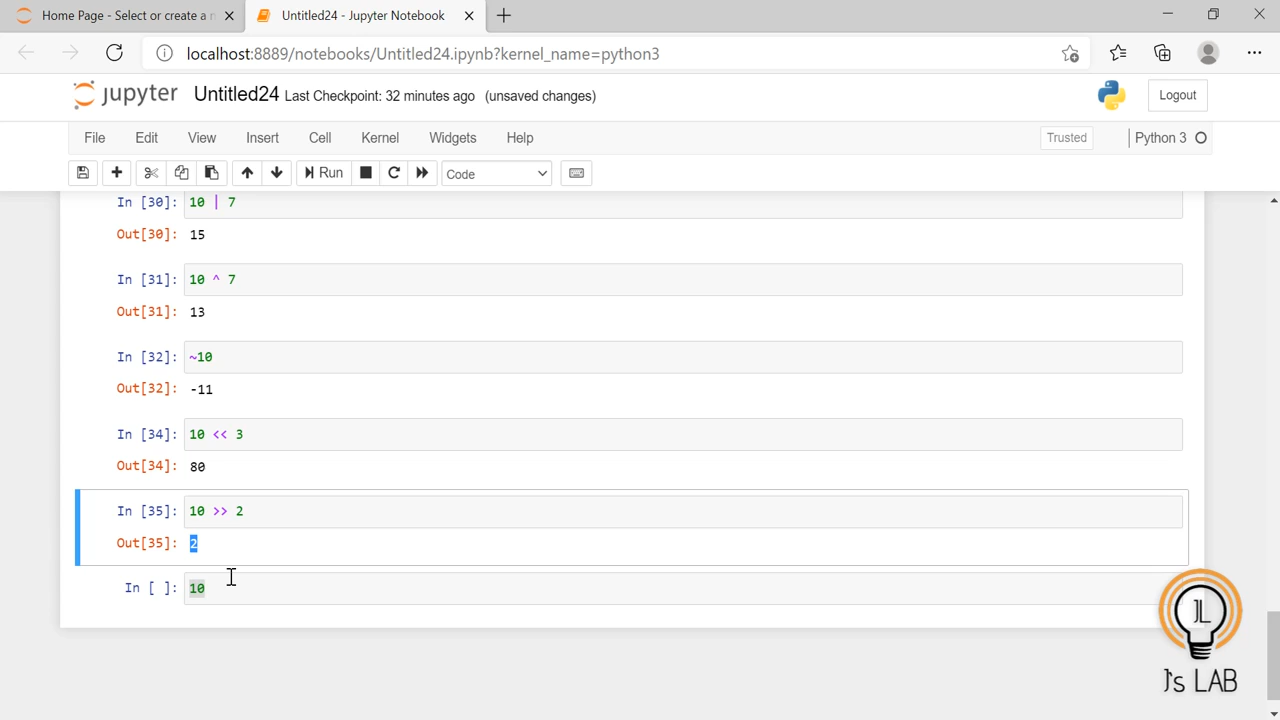 Home Page - Select or create a n
Untitled24 - Jupyter Notebook
localhost:8889/notebooks/Untitled24.ipynb?kernel_name=python3
jupyter Untitled24 Last Checkpoint: 32 minutes ago (unsaved changes)
Logout
File Edit View Insert Cell Kernel Widgets Help
Trusted
Python 3
Run
Code
In [30]: 10 | 7
Out[30]: 15
In [31]: 10 ^ 7
Out[31]: 13
In [32]: ~10
Out[32]: -11
In [34]: 10 << 3
Out[34]: 80
In [35]: 10 >> 2
Out[35]: 2
In [ ]: 10
JL
J's LAB